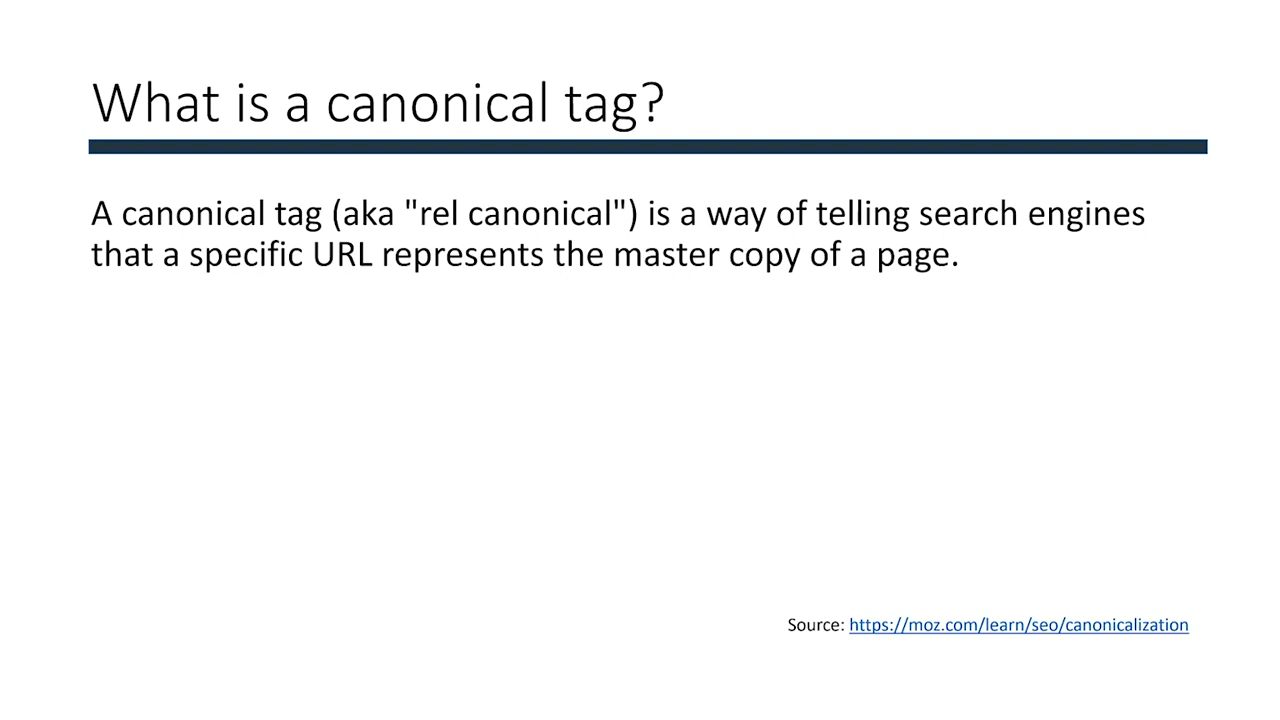 What is a canonical tag?
A canonical tag (aka "rel canonical") is a way of telling search engines
that a specific URL represents the master copy of a page.
Source: https://moz.com/learn/seo/canonicalization